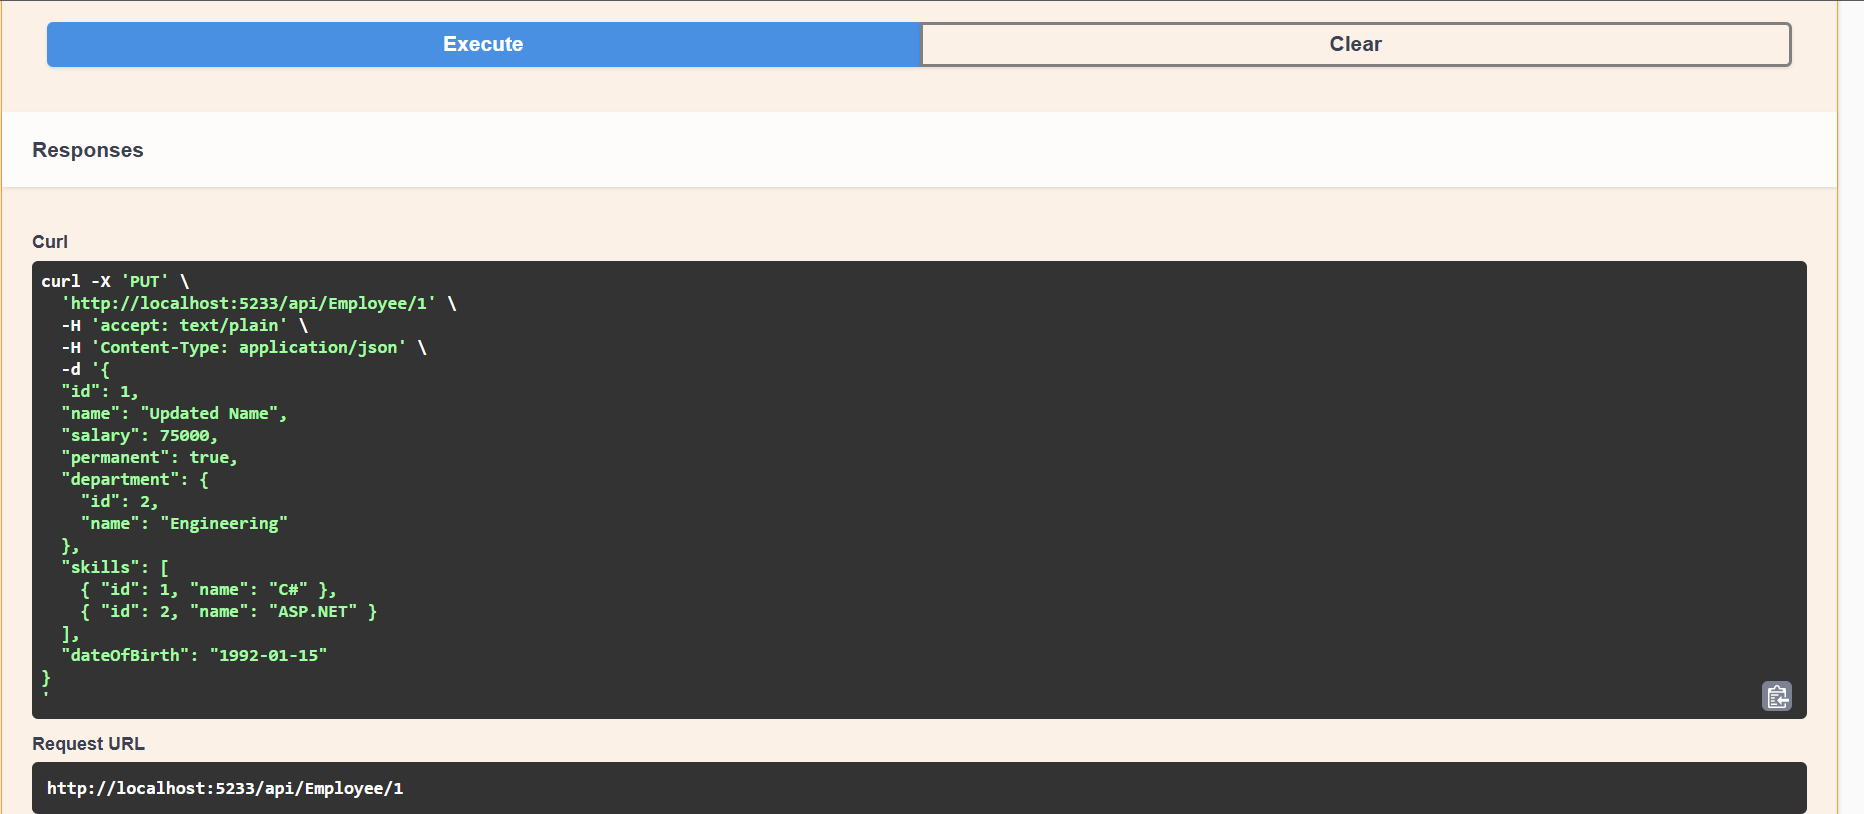 Execute
Clear
Responses
Curl
curl -X 'PUT' \
  'http://localhost:5233/api/Employee/1' \
  -H 'accept: text/plain' \
  -H 'Content-Type: application/json' \
  -d '{
  "id": 1,
  "name": "Updated Name",
  "salary": 75000,
  "permanent": true,
  "department": {
    "id": 2,
    "name": "Engineering"
  },
  "skills": [
    { "id": 1, "name": "C#" },
    { "id": 2, "name": "ASP.NET" }
  ],
  "dateOfBirth": "1992-01-15"
}
'
Request URL
http://localhost:5233/api/Employee/1